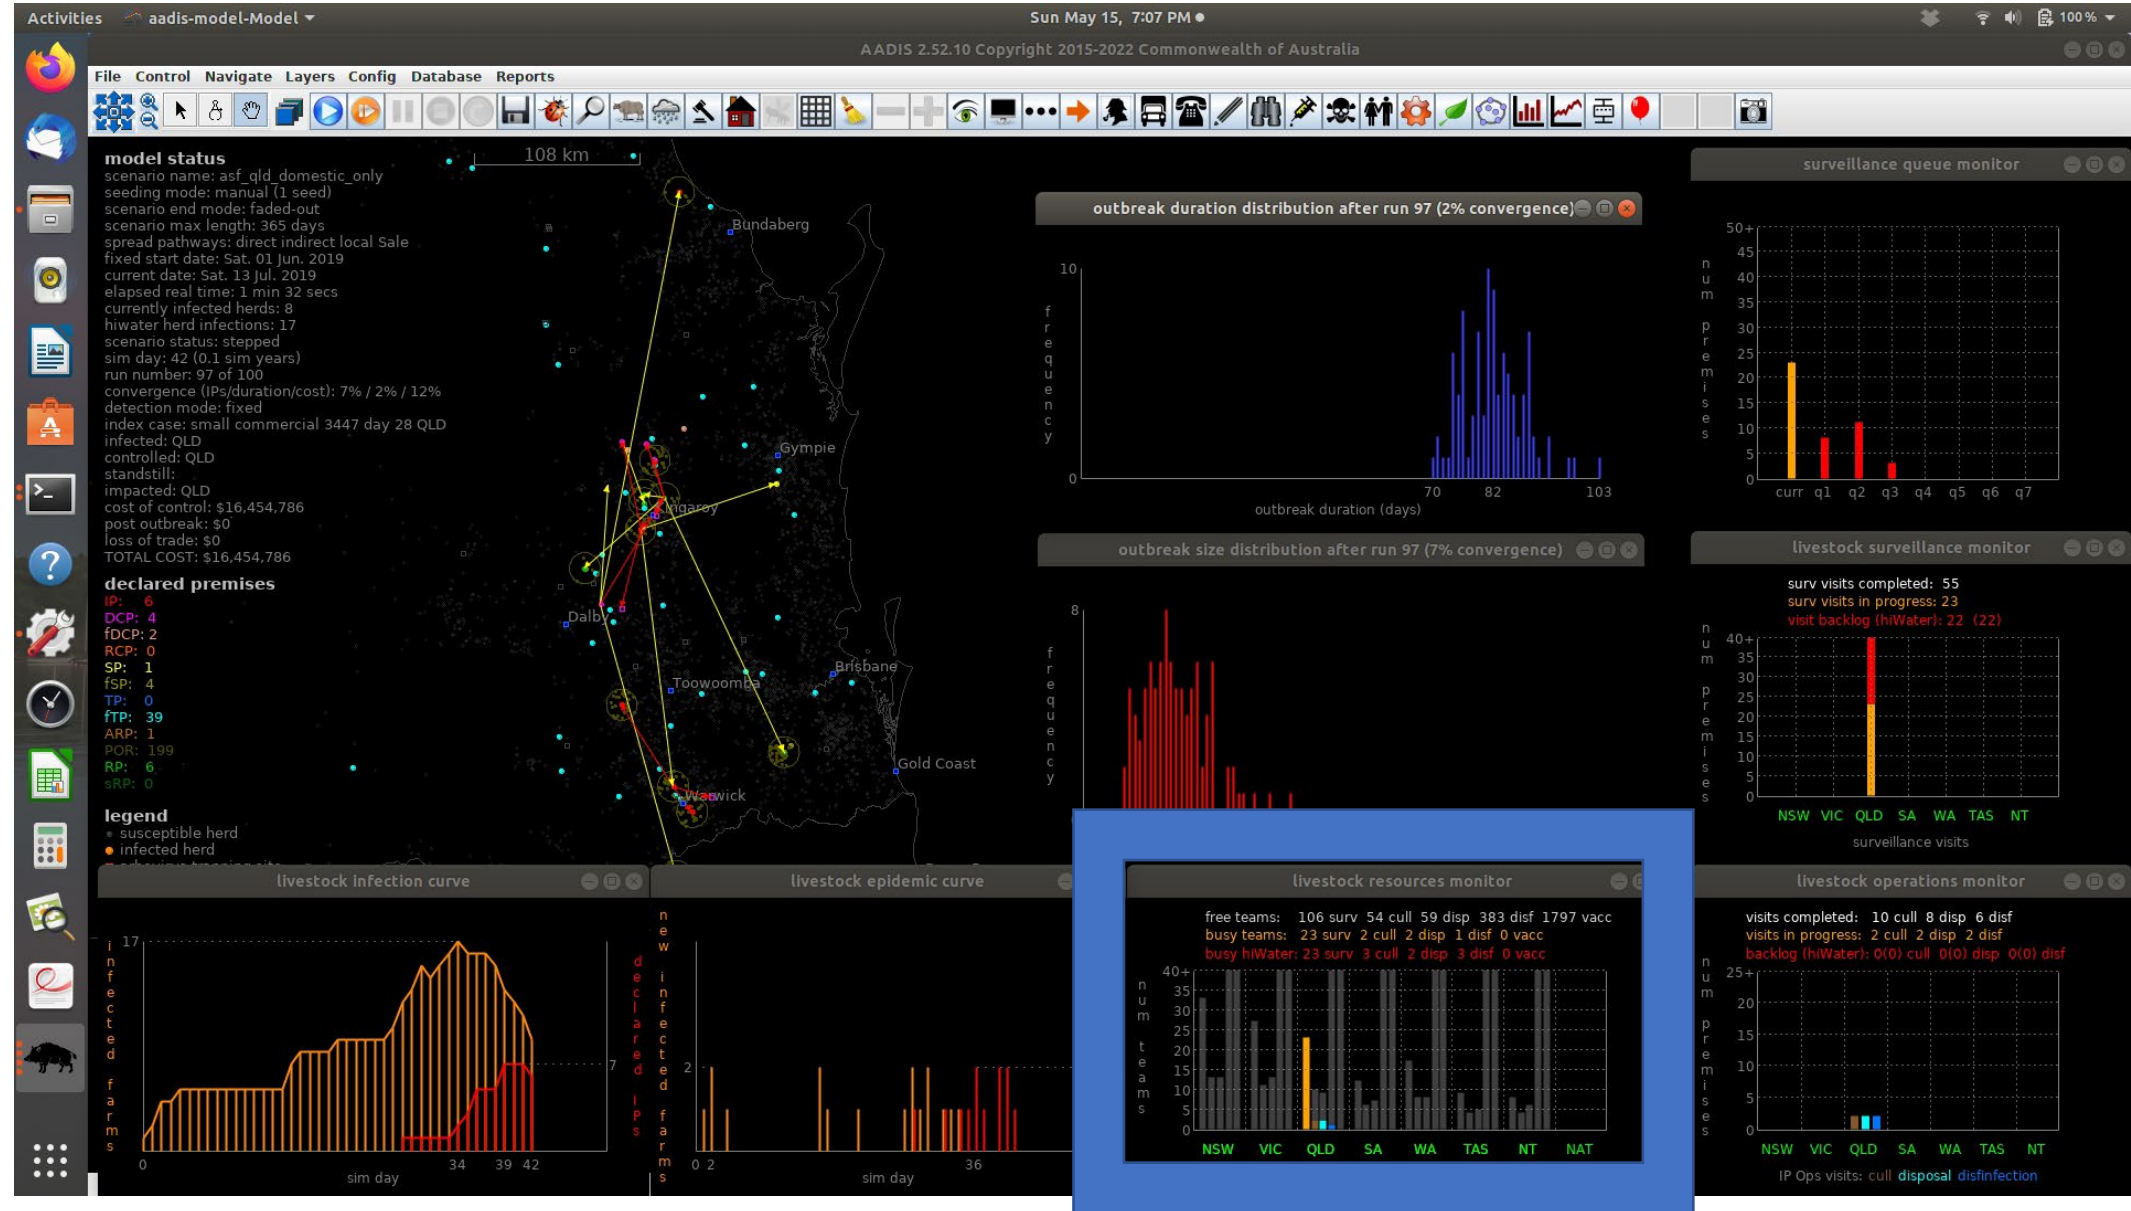 Activities
aadis-model-Model
Sun May 15, 7:07 PM
100 %
AADIS 2.52.10 Copyright 2015-2022 Commonwealth of Australia
File Control Navigate Layers Config Database Reports
model status
scenario name: asf_qld_domestic_only
seeding mode: manual (1 seed)
scenario end mode: faded-out
scenario max length: 365 days
spread pathways: direct indirect local Sale
fixed start date: Sat. 01 Jun. 2019
current date: Sat. 13 Jul. 2019
elapsed real time: 1 min 32 secs
currently infected herds: 8
hiwater herd infections: 17
scenario status: stepped
sim day: 42 (0.1 sim years)
run number: 97 of 100
convergence (IPs/duration/cost): 7% / 2% / 12%
detection mode: fixed
index case: small commercial 3447 day 28 QLD
infected: QLD
controlled: QLD
standstill:
impacted: QLD
cost of control: $16,454,786
post outbreak: $0
loss of trade: $0
TOTAL COST: $16,454,786
declared premises
IP: 6
DCP: 4
fDCP: 2
RCP: 0
SP: 1
fSP: 4
TP: 0
fTP: 39
ARP: 1
POR: 199
RP: 6
sRP: 0
legend
susceptible herd
infected herd
108 km
Bundaberg
Gympie
Dalby
Toowoomba
Brisbane
Gold Coast
Warwick
outbreak duration distribution after run 97 (2% convergence)
frequency
10
0
70 82 103
outbreak duration (days)
outbreak size distribution after run 97 (7% convergence)
frequency
8
surveillance queue monitor
num premises
50+
45
40
35
30
25
20
15
10
5
0
curr q1 q2 q3 q4 q5 q6 q7
livestock surveillance monitor
surv visits completed: 55
surv visits in progress: 23
visit backlog (hiWater): 22 (22)
num premises
40+
35
30
25
20
15
10
5
0
NSW VIC QLD SA WA TAS NT
surveillance visits
livestock infection curve
infected farms
17
declared IPs
7
0 34 39 42
sim day
livestock epidemic curve
new infected farms
2
0 2 36
sim day
livestock resources monitor
free teams: 106 surv 54 cull 59 disp 383 disf 1797 vacc
busy teams: 23 surv 2 cull 2 disp 1 disf 0 vacc
busy hiWater: 23 surv 3 cull 2 disp 3 disf 0 vacc
num teams
40+
35
30
25
20
15
10
5
0
NSW VIC QLD SA WA TAS NT NAT
livestock operations monitor
visits completed: 10 cull 8 disp 6 disf
visits in progress: 2 cull 2 disp 2 disf
backlog (hiWater): 0(0) cull 0(0) disp 0(0) disf
num premises
25+
20
15
10
5
0
NSW VIC QLD SA WA TAS NT
IP Ops visits: cull disposal disfinfection